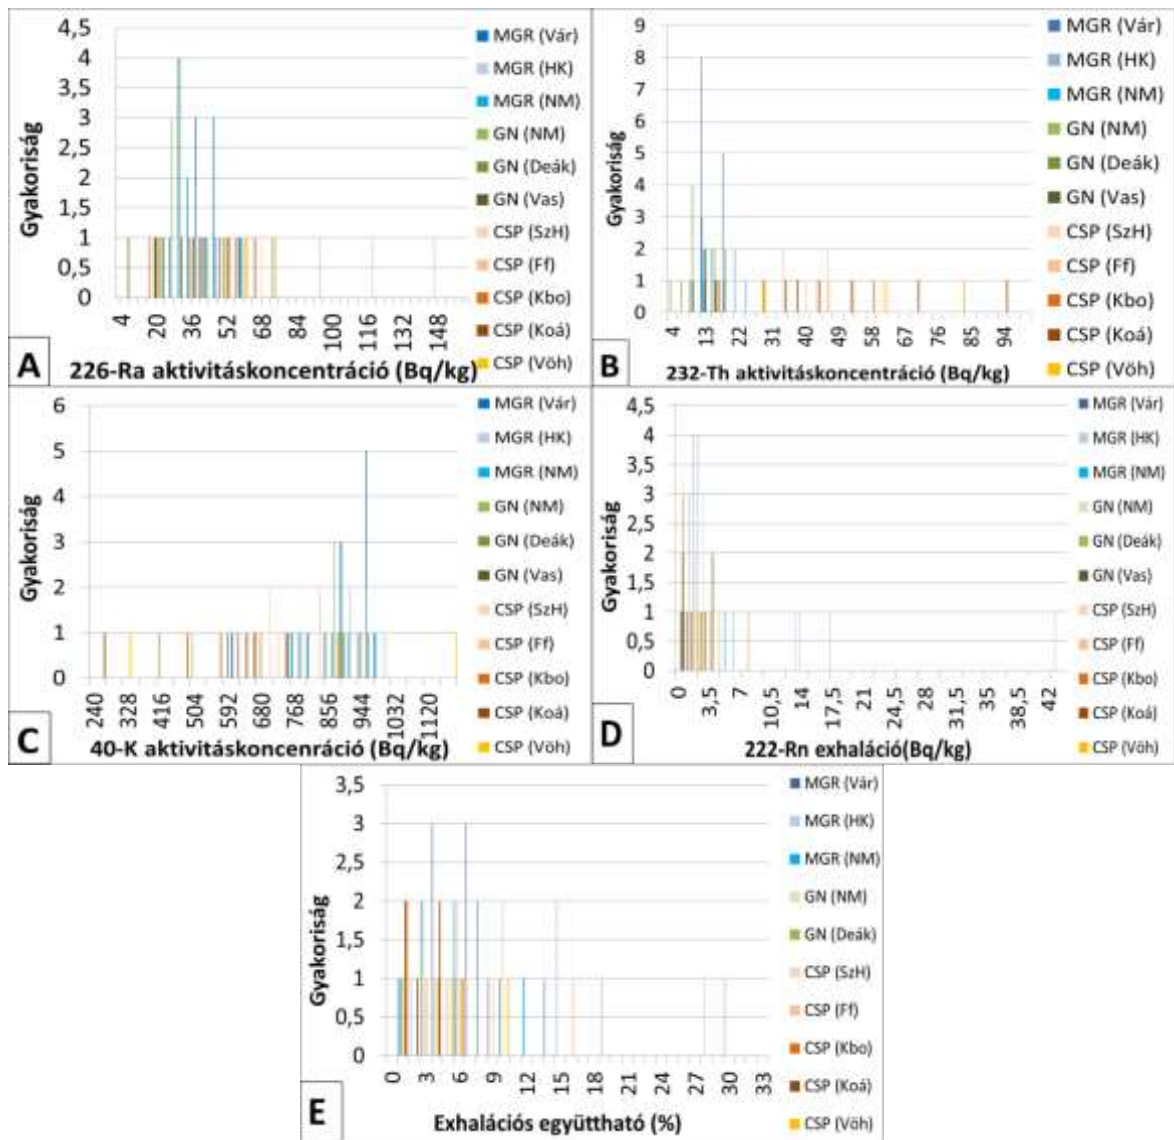 Gyakoriság
4,5
4
3,5
3
2,5
2
1,5
1
0,5
0
4 20 36 52 68 84 100 116 132 148
226-Ra aktivitáskoncentráció (Bq/kg)
A
MGR (Vár)
MGR (HK)
MGR (NM)
GN (NM)
GN (Deák)
GN (Vas)
CSP (SzH)
CSP (Ff)
CSP (Kbo)
CSP (Koá)
CSP (Vöh)
Gyakoriság
9
8
7
6
5
4
3
2
1
0
4 13 22 31 40 49 58 67 76 85 94
232-Th aktivitáskoncentráció (Bq/kg)
B
MGR (Vár)
MGR (HK)
MGR (NM)
GN (NM)
GN (Deák)
GN (Vas)
CSP (SzH)
CSP (Ff)
CSP (Kbo)
CSP (Koá)
CSP (Vöh)
Gyakoriság
6
5
4
3
2
1
0
240 328 416 504 592 680 768 856 944 1032 1120
40-K aktivitáskoncenráció (Bq/kg)
C
MGR (Vár)
MGR (HK)
MGR (NM)
GN (NM)
GN (Deák)
GN (Vas)
CSP (SzH)
CSP (Ff)
CSP (Kbo)
CSP (Koá)
CSP (Vöh)
Gyakoriság
4,5
4
3,5
3
2,5
2
1,5
1
0,5
0
0 3,5 7 10,5 14 17,5 21 24,5 28 31,5 35 38,5 42
222-Rn exhaláció(Bq/kg)
D
MGR (Vár)
MGR (HK)
MGR (NM)
GN (NM)
GN (Deák)
GN (Vas)
CSP (SzH)
CSP (Ff)
CSP (Kbo)
CSP (Koá)
CSP (Vöh)
Gyakoriság
3,5
3
2,5
2
1,5
1
0,5
0
0 3 6 9 12 15 18 21 24 27 30 33
Exhalációs együttható (%)
E
MGR (Vár)
MGR (HK)
MGR (NM)
GN (NM)
GN (Deák)
CSP (SzH)
CSP (Ff)
CSP (Kbo)
CSP (Koá)
CSP (Vöh)